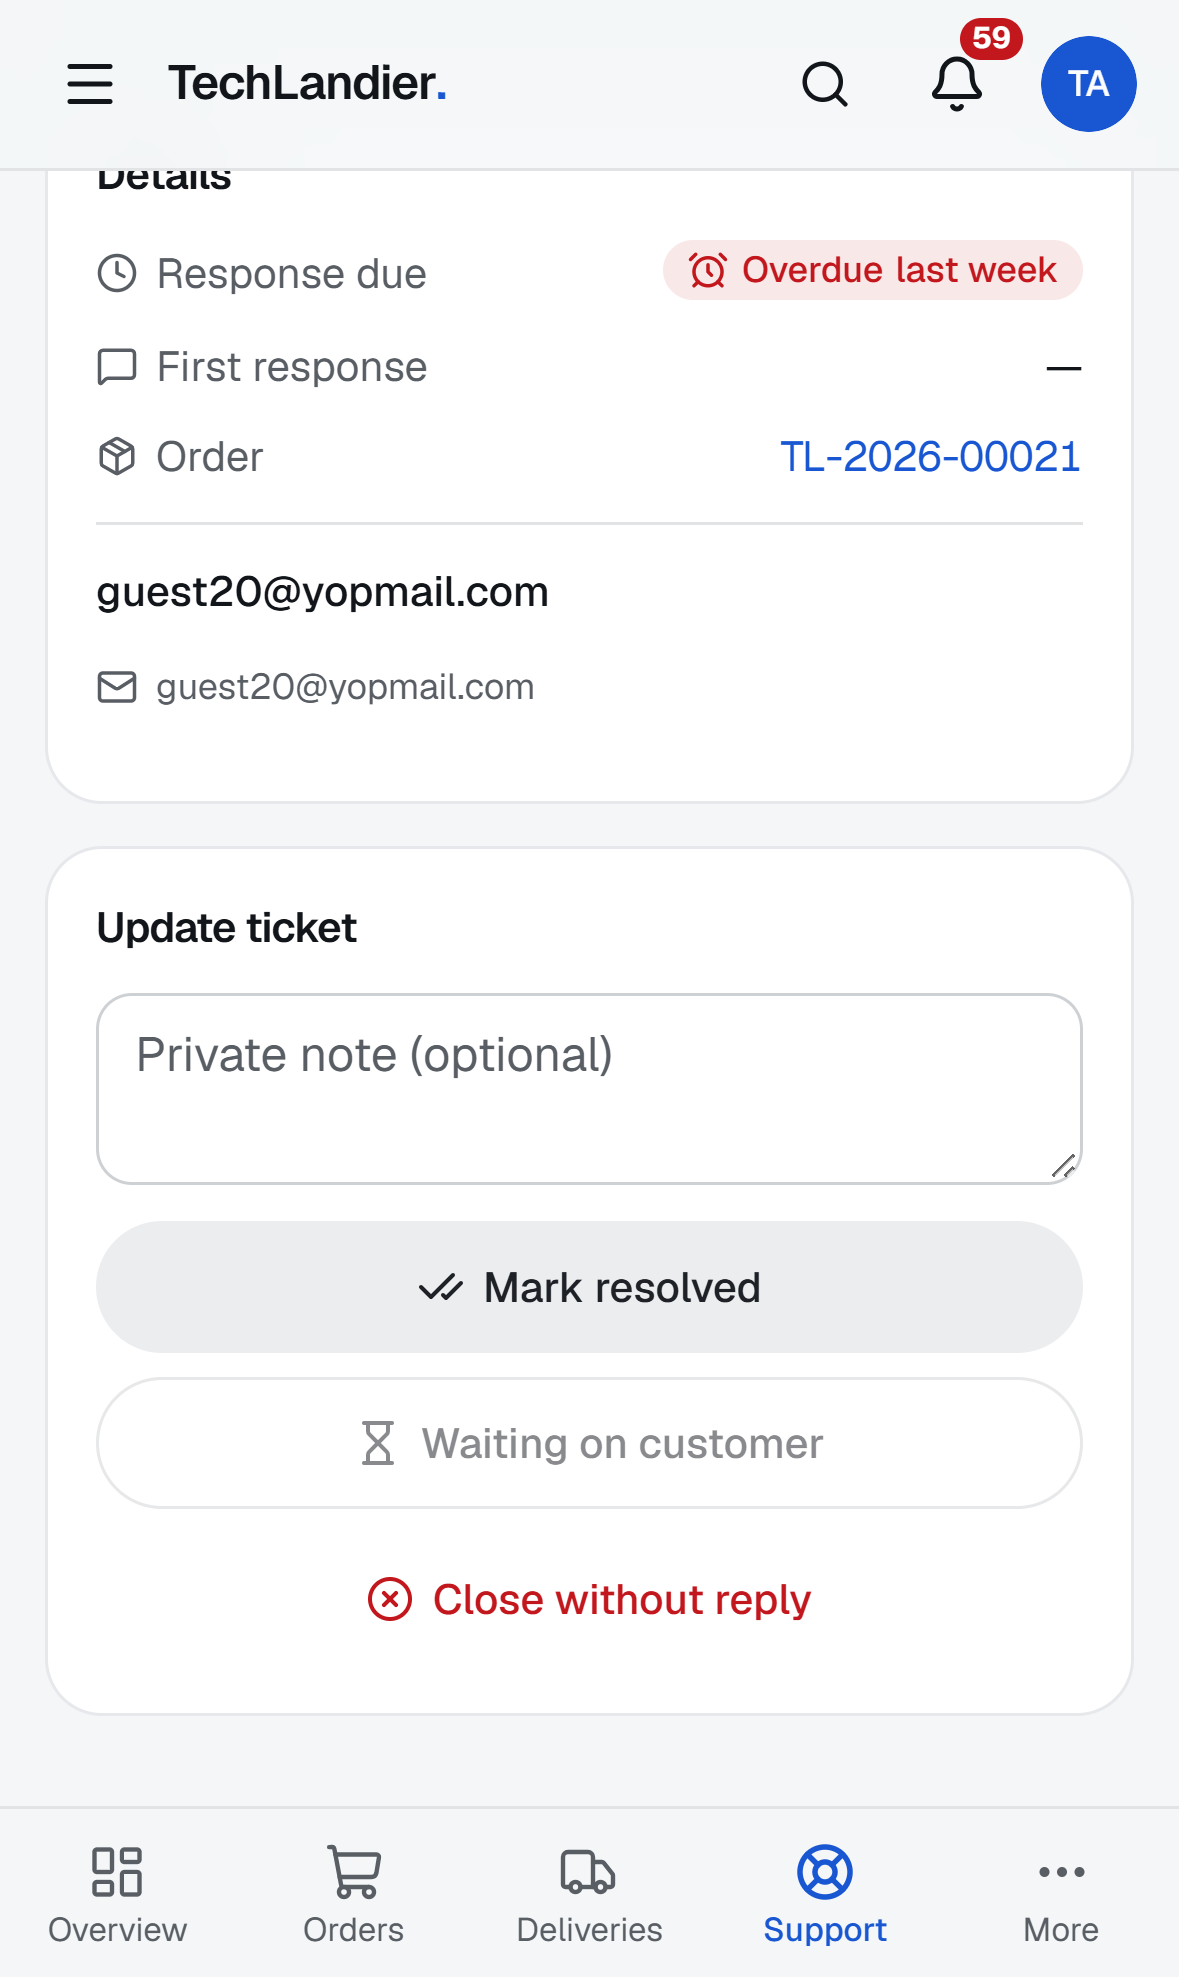 59
TechLandier.
TA
Details
Response due
Overdue last week
First response
—
Order
TL-2026-00021
guest20@yopmail.com
guest20@yopmail.com
Update ticket
Private note (optional)
Mark resolved
Waiting on customer
Close without reply
Overview
Orders
Deliveries
Support
More